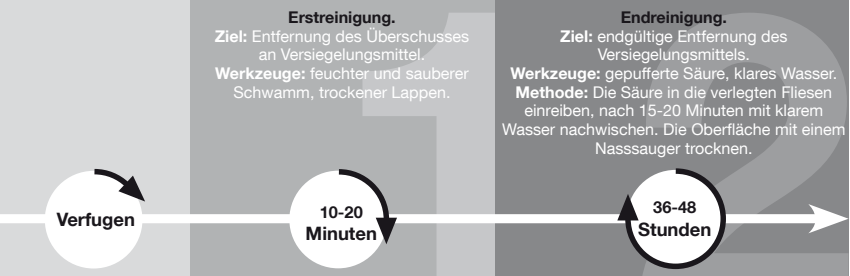 Erstreinigung.
Ziel: Entfernung des Überschusses
an Versiegelungsmittel.
Werkzeuge: feuchter und sauberer
Schwamm, trockener Lappen.
1
Endreinigung.
Ziel: endgültige Entfernung des
Versiegelungsmittels.
Werkzeuge: gepufferte Säure, klares Wasser.
Methode: Die Säure in die verlegten Fliesen
einreiben, nach 15-20 Minuten mit klarem
Wasser nachwischen. Die Oberfläche mit einem
Nasssauger trocknen.
2
Verfugen
10-20
Minuten
36-48
Stunden